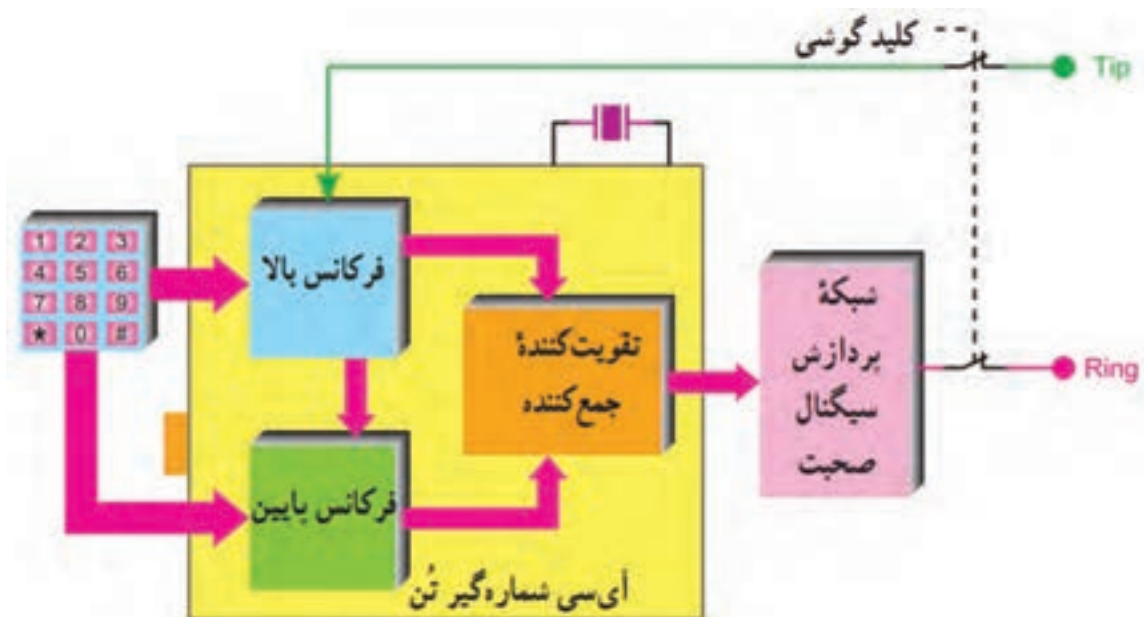 کلید گوشی
Tip
1 2 3
4 5 6
7 8 9
★ 0 #
فرکانس بالا
تقویت‌کنندهٔ
جمع‌کننده
شبکهٔ
پردازش
سیگنال
صحبت
Ring
فرکانس پایین
آی‌سی شماره‌گیر تُن